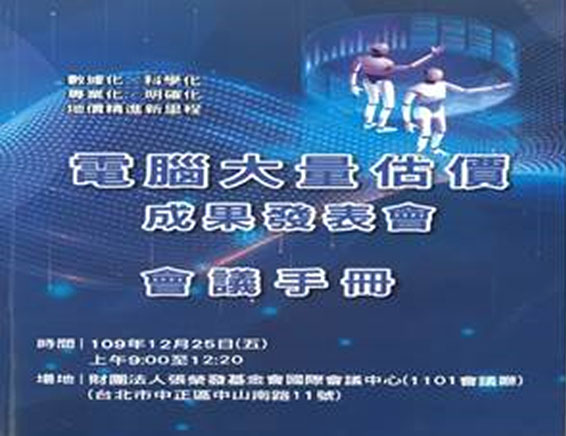 數據化、科學化
專業化、明確化
地價精進新里程
電腦大量估價
成果發表會
會議手冊
時間｜109年12月25日(五)
上午9:00至12:20
場地｜財團法人張榮發基金會國際會議中心(1101會議廳)
(台北市中正區中山南路11號)